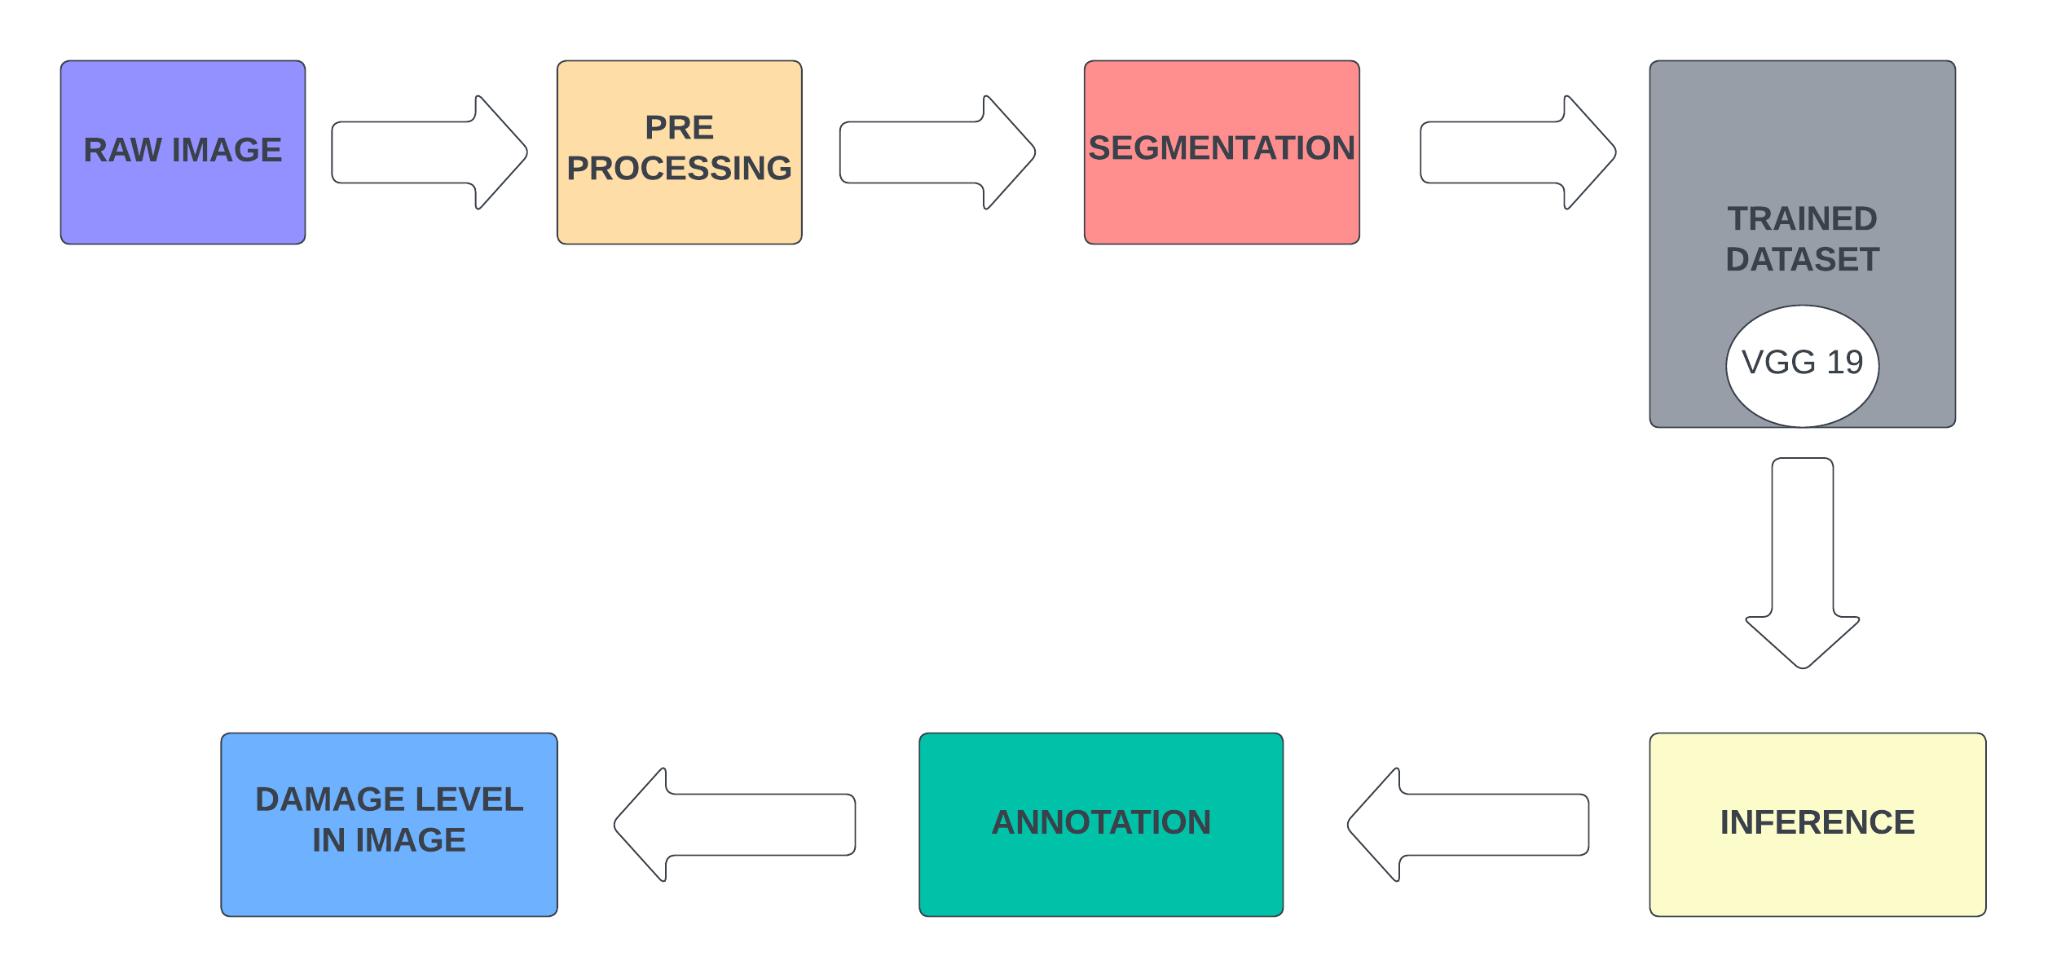 RAW IMAGE
PRE
PROCESSING
SEGMENTATION
TRAINED
DATASET
VGG 19
INFERENCE
ANNOTATION
DAMAGE LEVEL
IN IMAGE